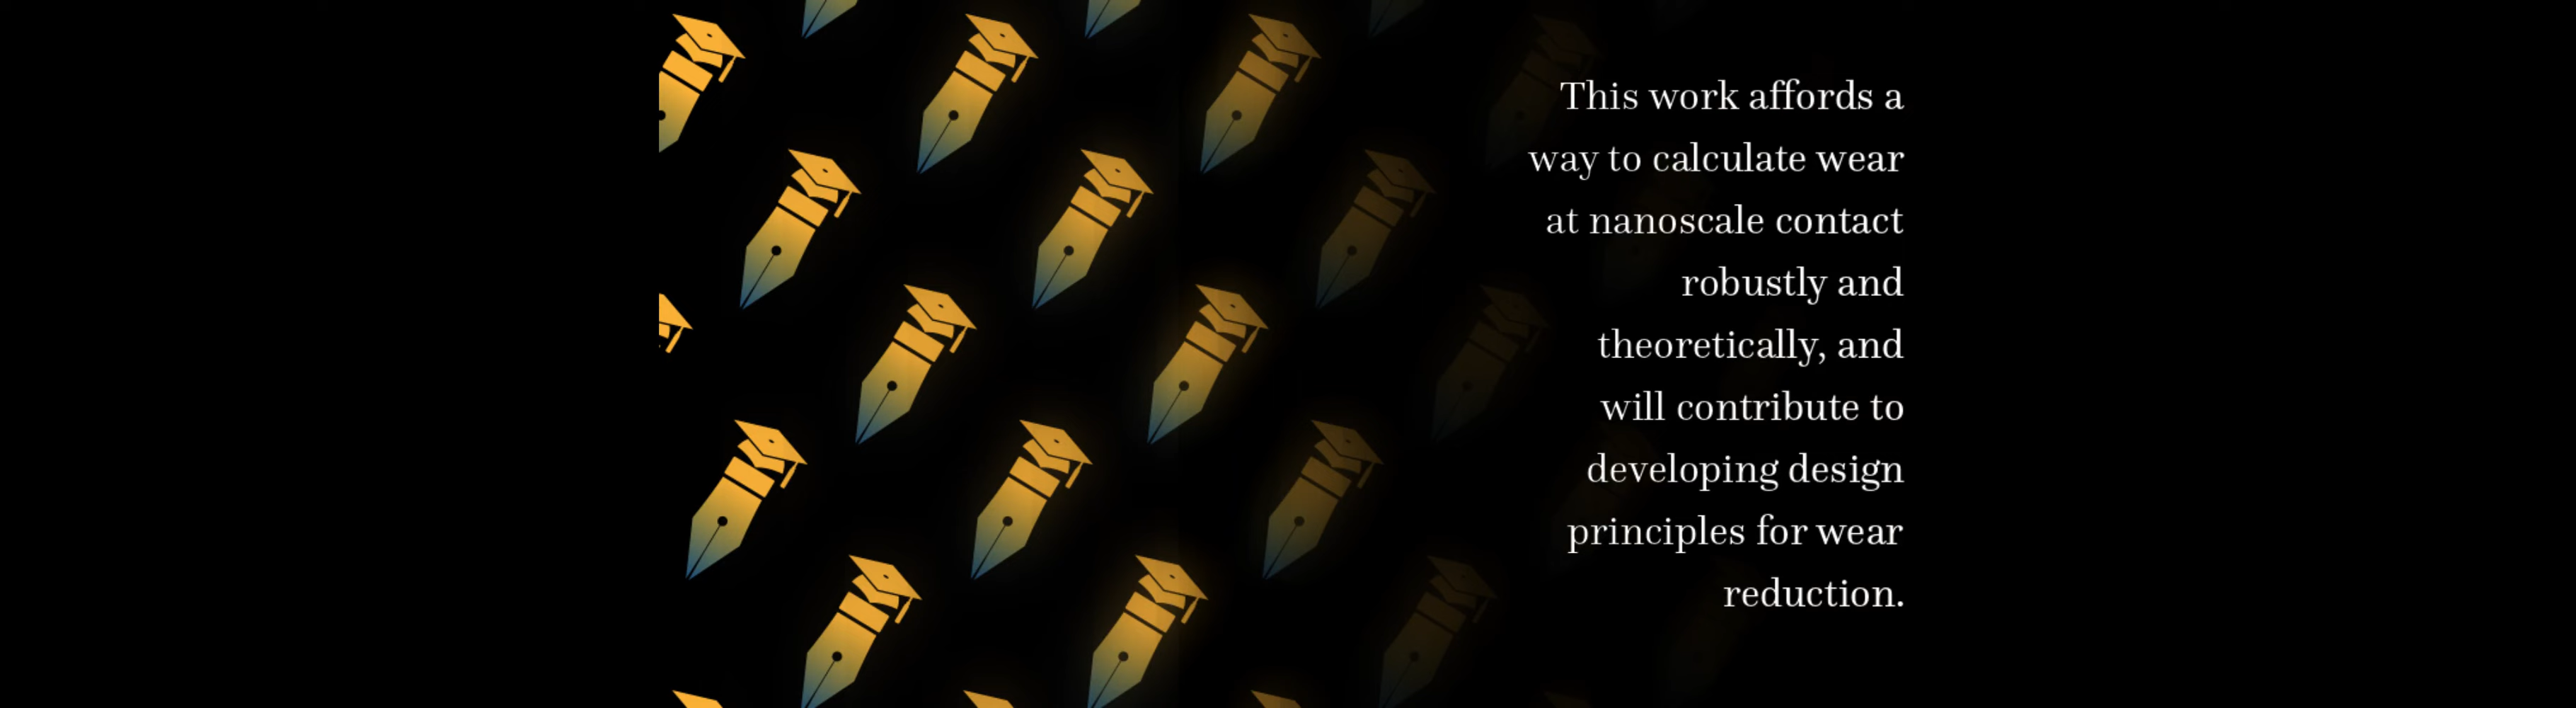 This work affords a
way to calculate wear
at nanoscale contact
robustly and
theoretically, and
will contribute to
developing design
principles for wear
reduction.